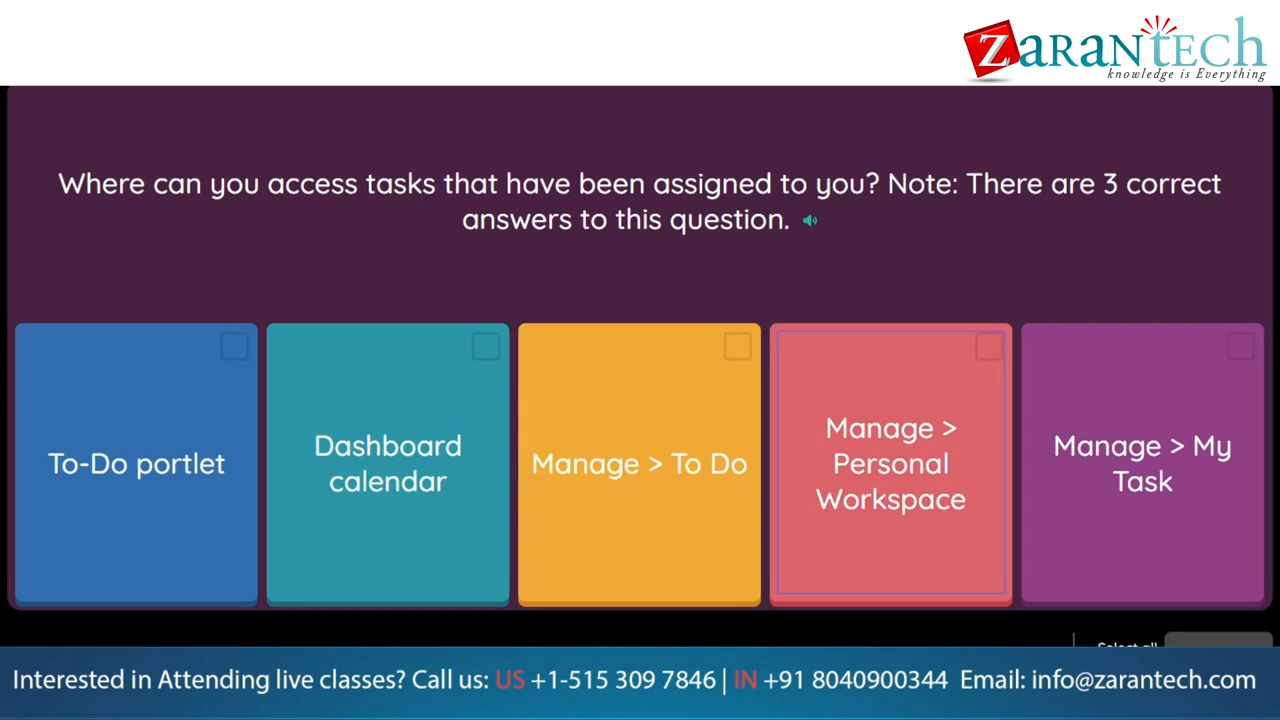 ZARANTECH
knowledge is Everything
Where can you access tasks that have been assigned to you? Note: There are 3 correct
answers to this question.
To-Do portlet
Dashboard
calendar
Manage > To Do
Manage >
Personal
Workspace
Manage > My
Task
Select all
Interested in Attending live classes? Call us: US +1-515 309 7846 | IN +91 8040900344 Email: info@zarantech.com